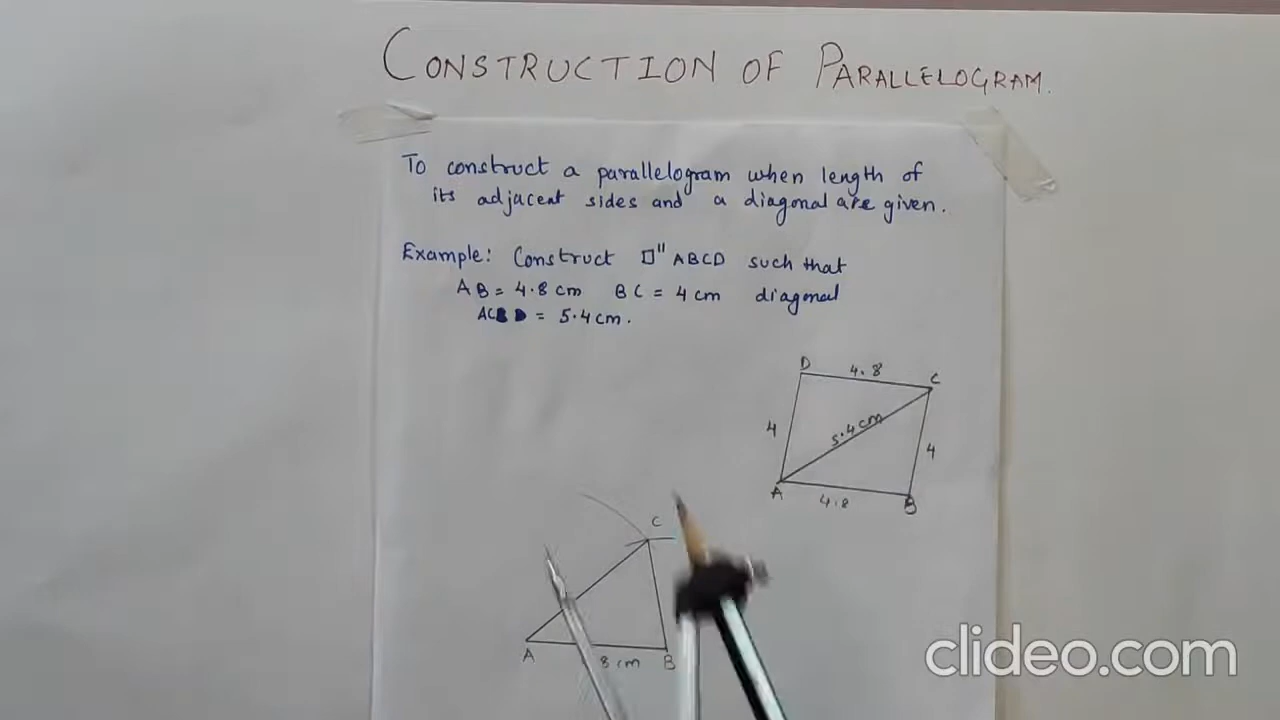 CONSTRUCTION OF PARALLELOGRAM.
To construct a parallelogram when length of
its adjacent sides and a diagonal are given.
Example: Construct □" ABCD such that
AB = 4.8 cm BC = 4 cm diagonal
AC = 5.4 cm.
D 4.8 C
4 5.4 cm 4
A 4.8 B
C
A 8 cm B
clideo.com